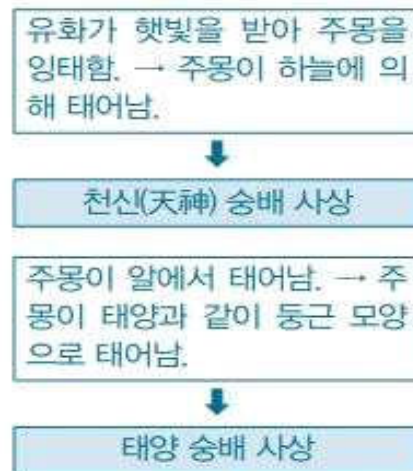 유화가 햇빛을 받아 주몽을
잉태함. → 주몽이 하늘에 의
해 태어남.
천신(天神) 숭배 사상
주몽이 알에서 태어남. → 주
몽이 태양과 같이 둥근 모양
으로 태어남.
태양 숭배 사상